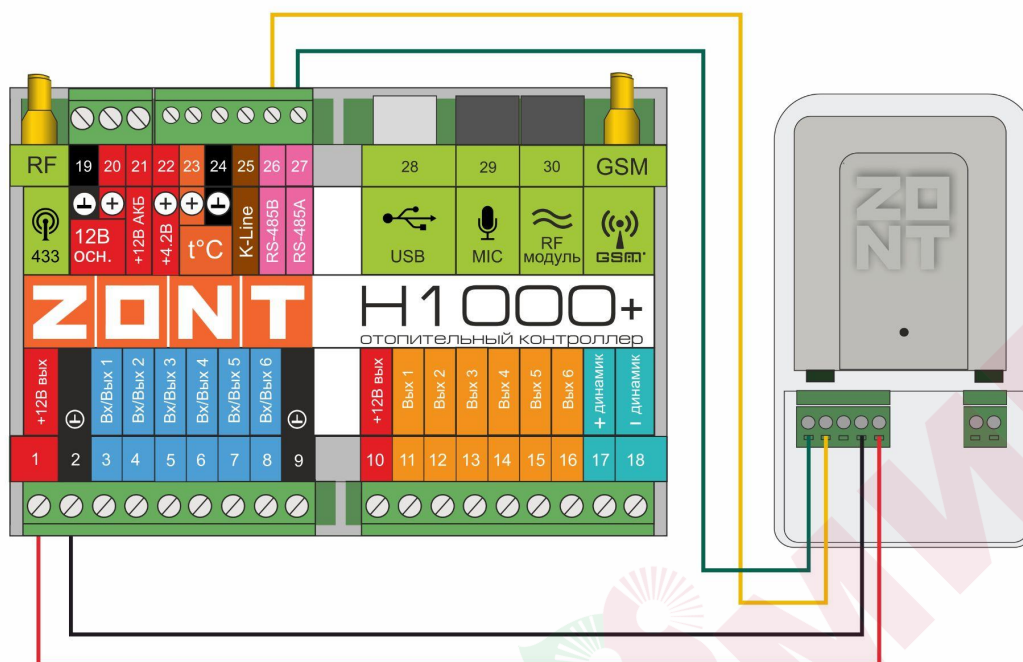 RF
19
20
21
22
23
24
25
26
27
28
29
30
GSM
433
12В
осн.
+12В АКБ
+4.2В
t°C
K-Line
RS-485B
RS-485A
USB
MIC
RF
модуль
GSM
ZONT
H1000+
отопительный контроллер
+12В вых
Вх/Вых 1
Вх/Вых 2
Вх/Вых 3
Вх/Вых 4
Вх/Вых 5
Вх/Вых 6
+12В вых
Вых 1
Вых 2
Вых 3
Вых 4
Вых 5
Вых 6
+ динамик
− динамик
1
2
3
4
5
6
7
8
9
10
11
12
13
14
15
16
17
18
ZO
NT